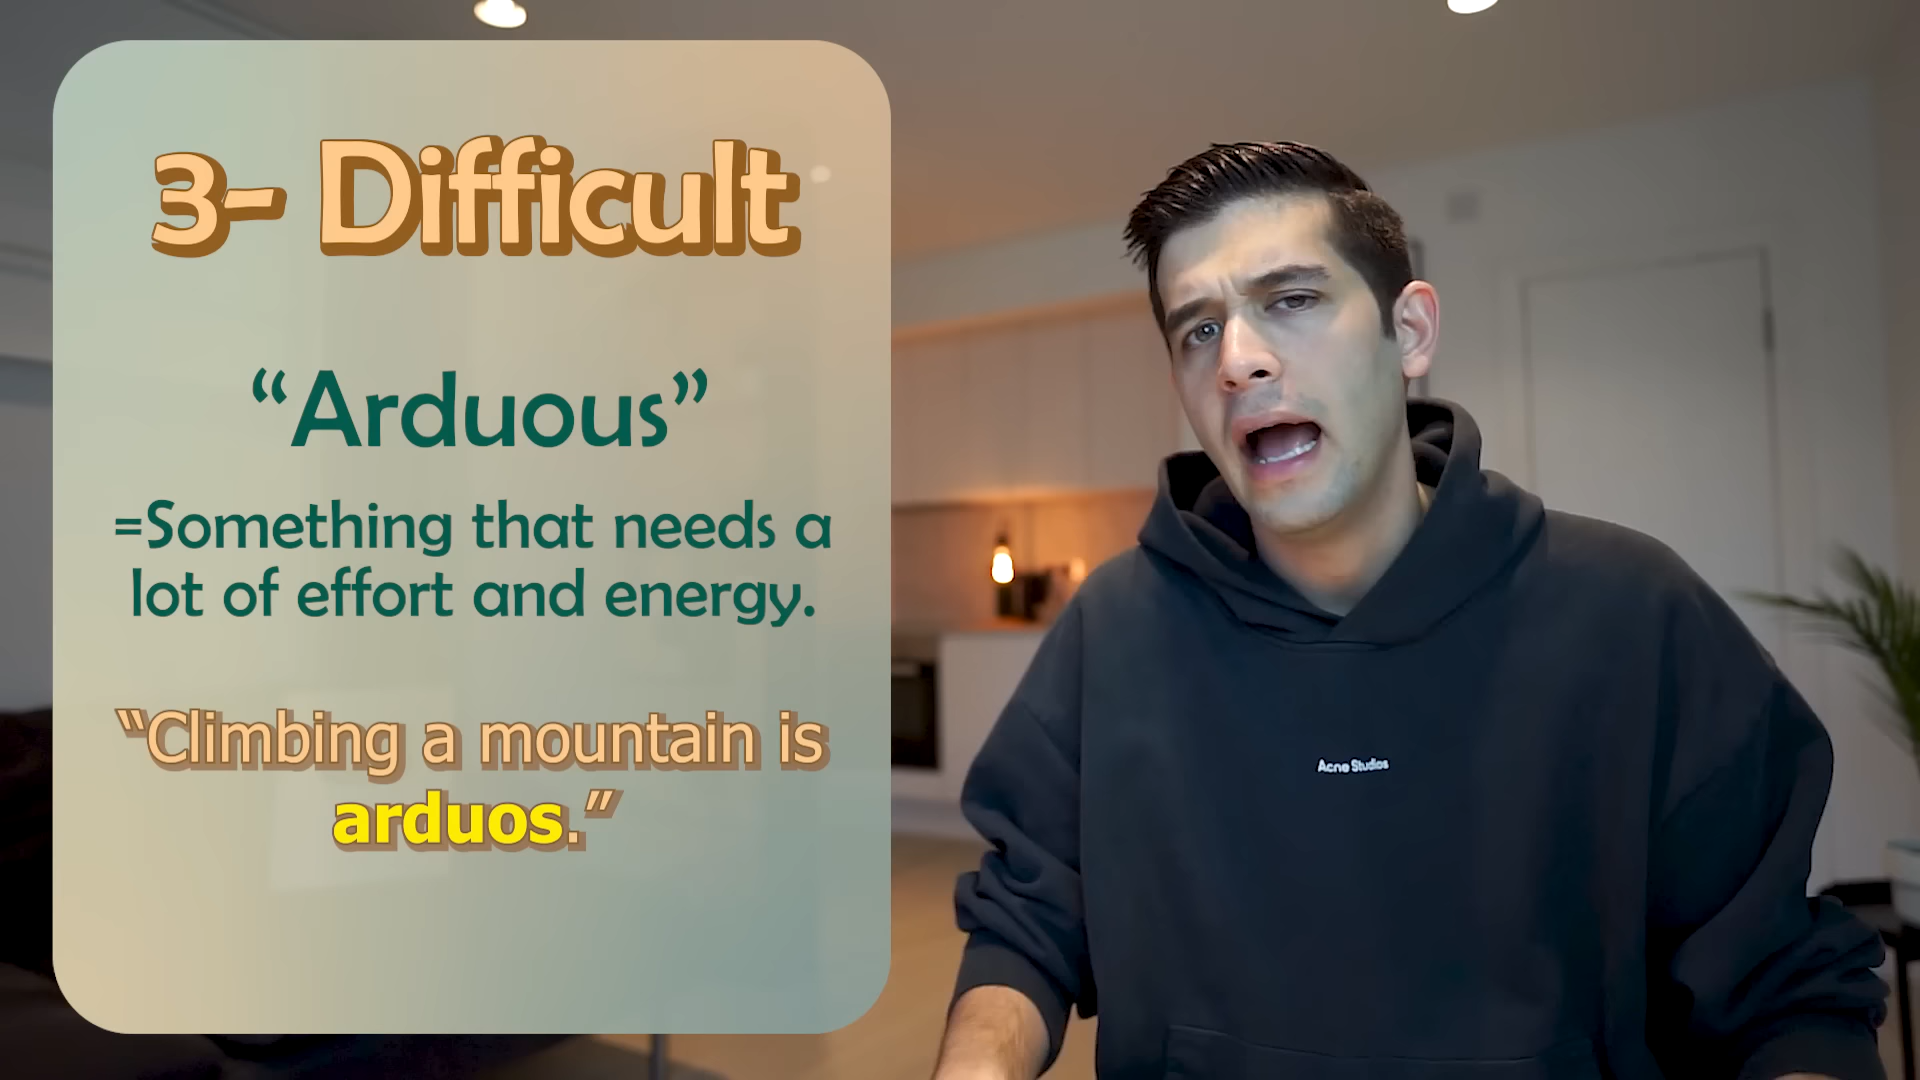 3- Difficult
“Arduous”
=Something that needs a
lot of effort and energy.
“Climbing a mountain is
arduos.”
Acne Studios